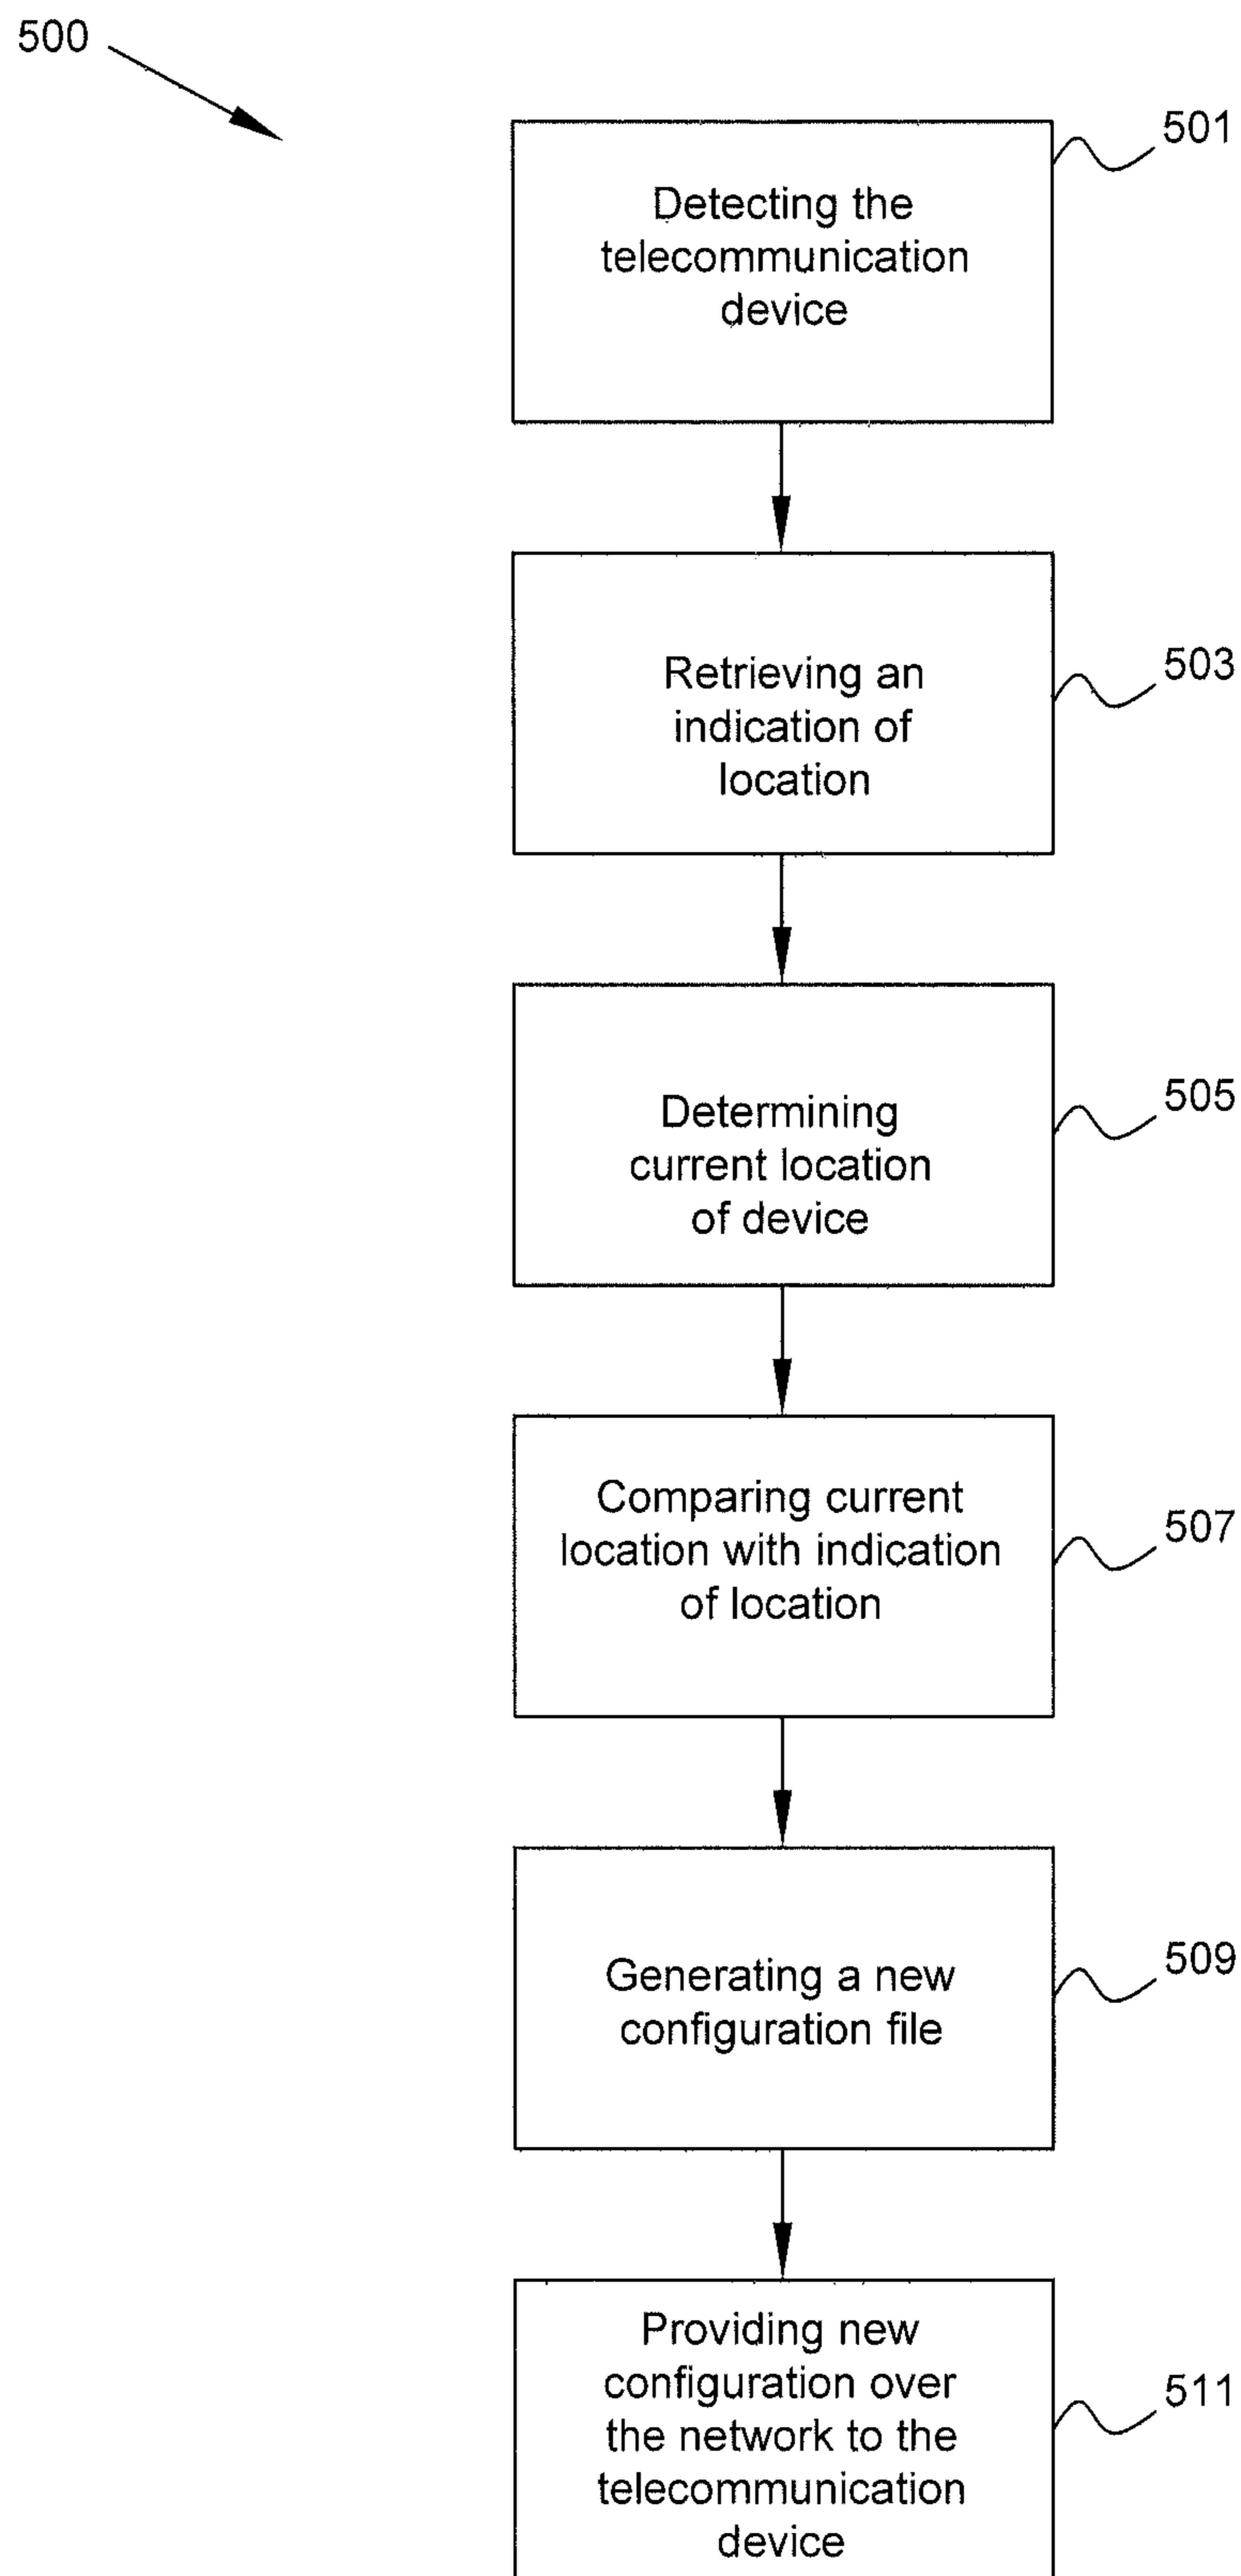 500
501
Detecting the
telecommunication
device
503
Retrieving an
indication of
location
505
Determining
current location
of device
507
Comparing current
location with indication
of location
509
Generating a new
configuration file
511
Providing new
configuration over
the network to the
telecommunication
device